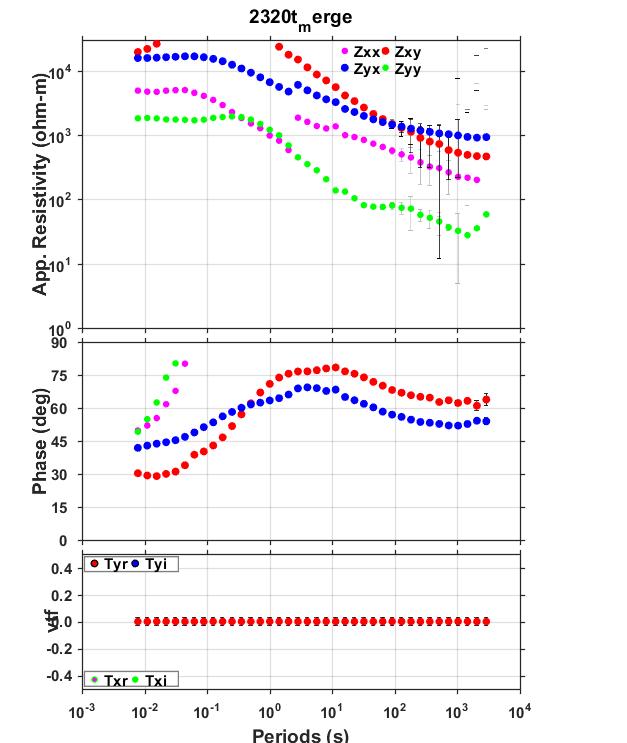 2320t_merge
Zxx Zxy
Zyx Zyy
App. Resistivity (ohm-m)
10^4
10^3
10^2
10^1
10^0
Phase (deg)
90
75
60
45
30
15
0
Tyr Tyi
vtf
0.4
0.2
0.0
-0.2
-0.4
Txr Txi
10^-3 10^-2 10^-1 10^0 10^1 10^2 10^3 10^4
Periods (s)